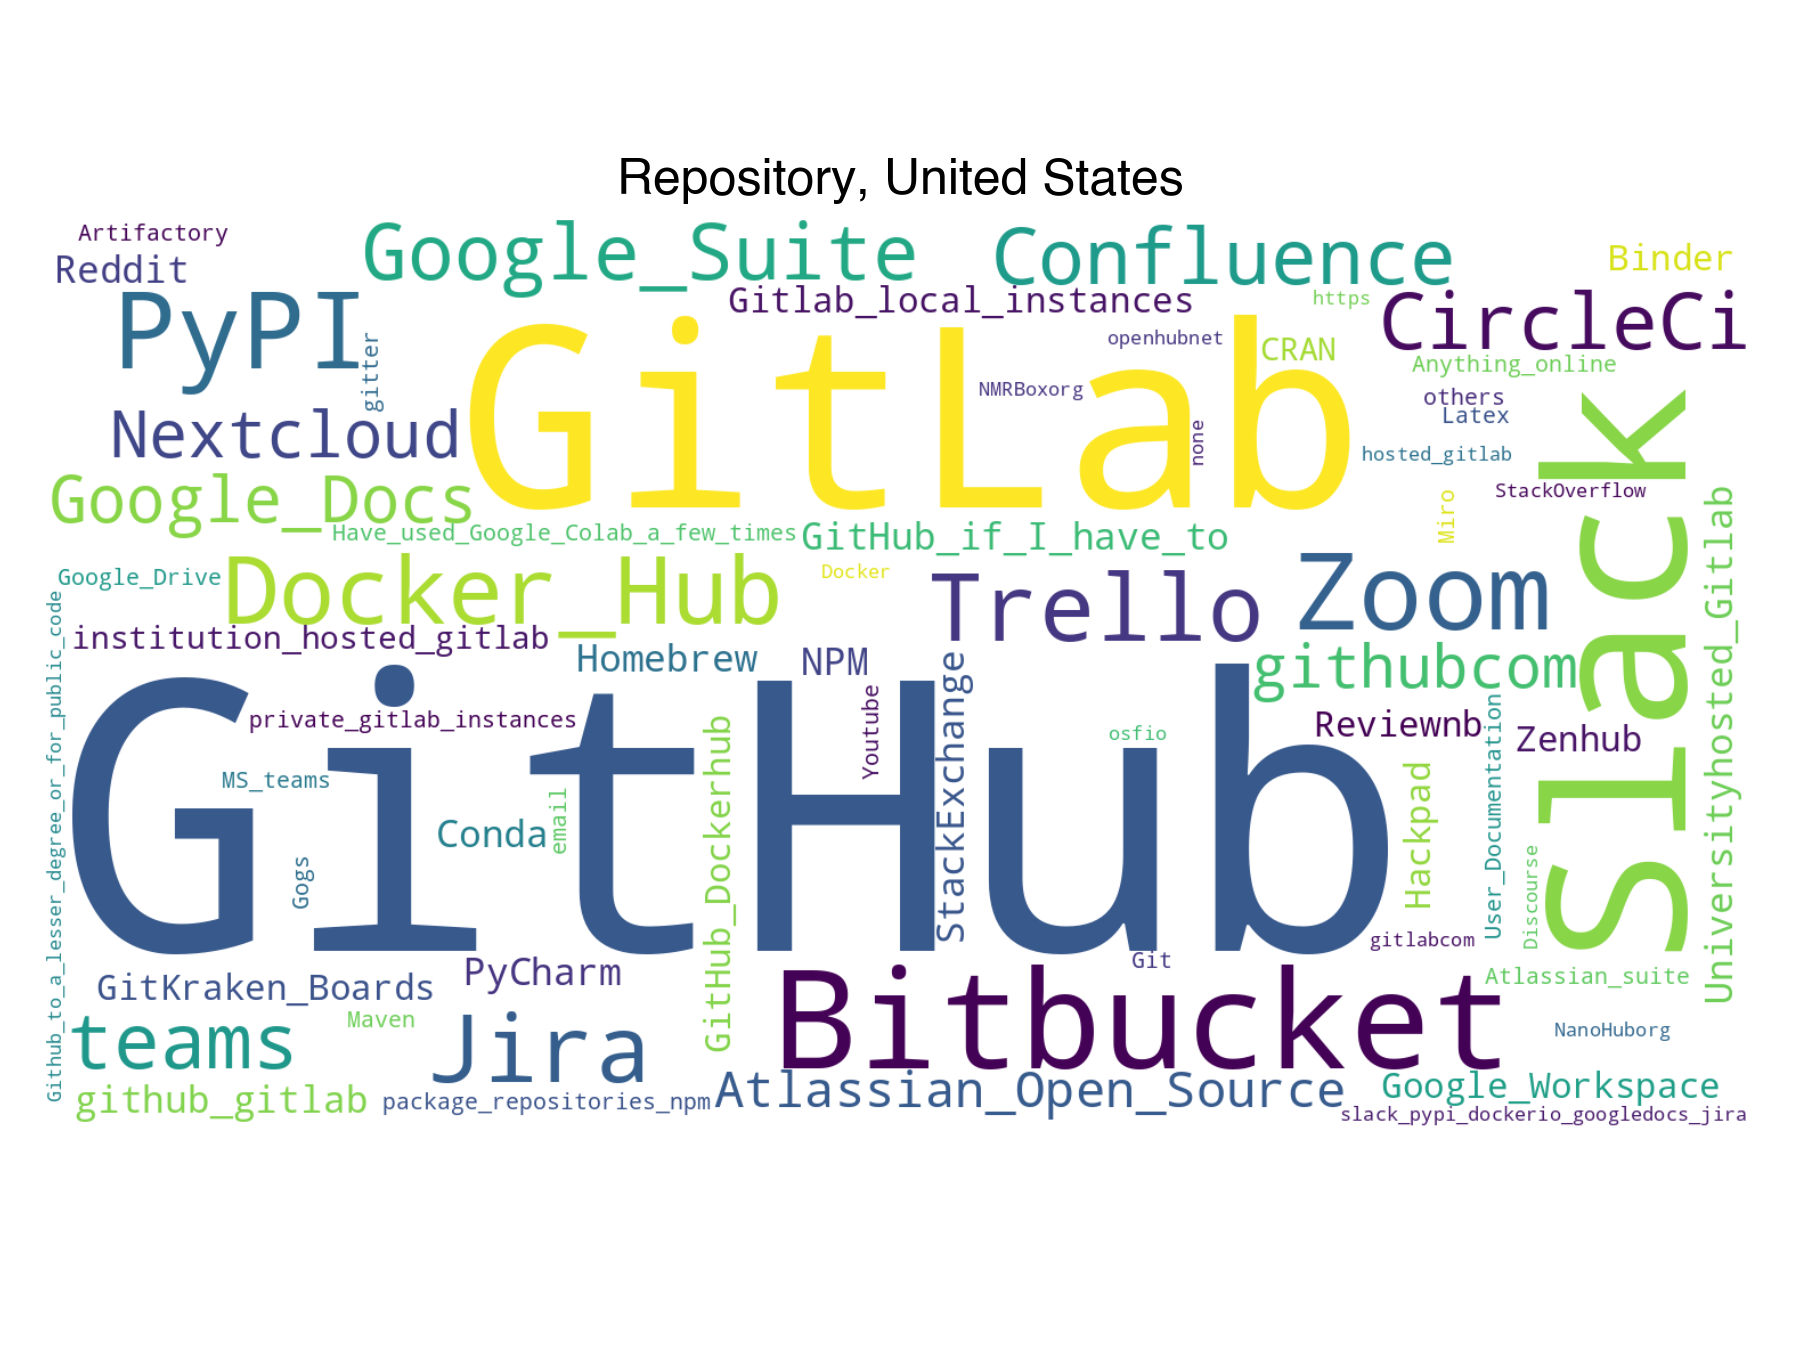 Repository, United States
Artifactory
Reddit
Google_Suite
Confluence
Binder
PyPI
Gitlab_local_instances
https
CircleCi
gitter
GitLab
openhubnet
CRAN
Anything_online
NMRBoxorg
others
Latex
Nextcloud
none
hosted_gitlab
Slack
Google_Docs
StackOverflow
Miro
Universityhosted_Gitlab
Have_used_Google_Colab_a_few_times
GitHub_if_I_have_to
Google_Drive
Docker_Hub
Docker
Trello
Zoom
Github_to_a_lesser_degree_or_for_public_code
institution_hosted_gitlab
Homebrew
NPM
StackExchange
githubcom
GitHub
private_gitlab_instances
Youtube
osfio
Reviewnb
User_Documentation
Zenhub
MS_teams
GitHub_Dockerhub
Hackpad
Conda
email
Gogs
Discourse
gitlabcom
GitKraken_Boards
PyCharm
Git
Atlassian_suite
Maven
Bitbucket
teams
Jira
NanoHuborg
github_gitlab
package_repositories_npm
Atlassian_Open_Source
Google_Workspace
slack_pypi_dockerio_googledocs_jira